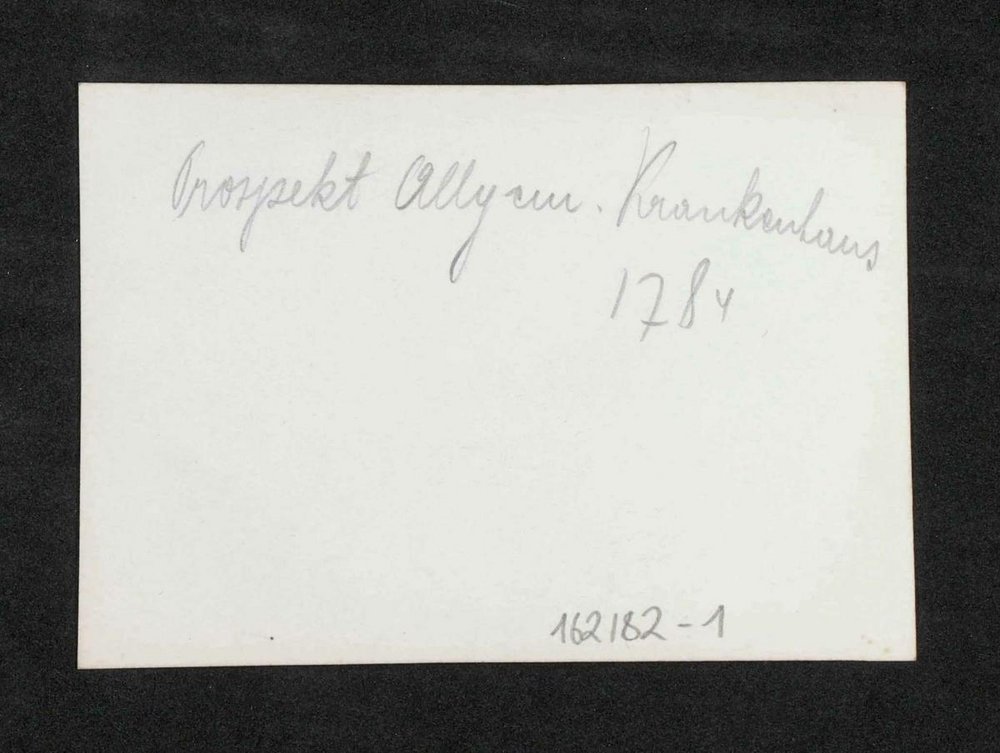 Prospekt Allgem. Krankenhaus
1784
162182-1